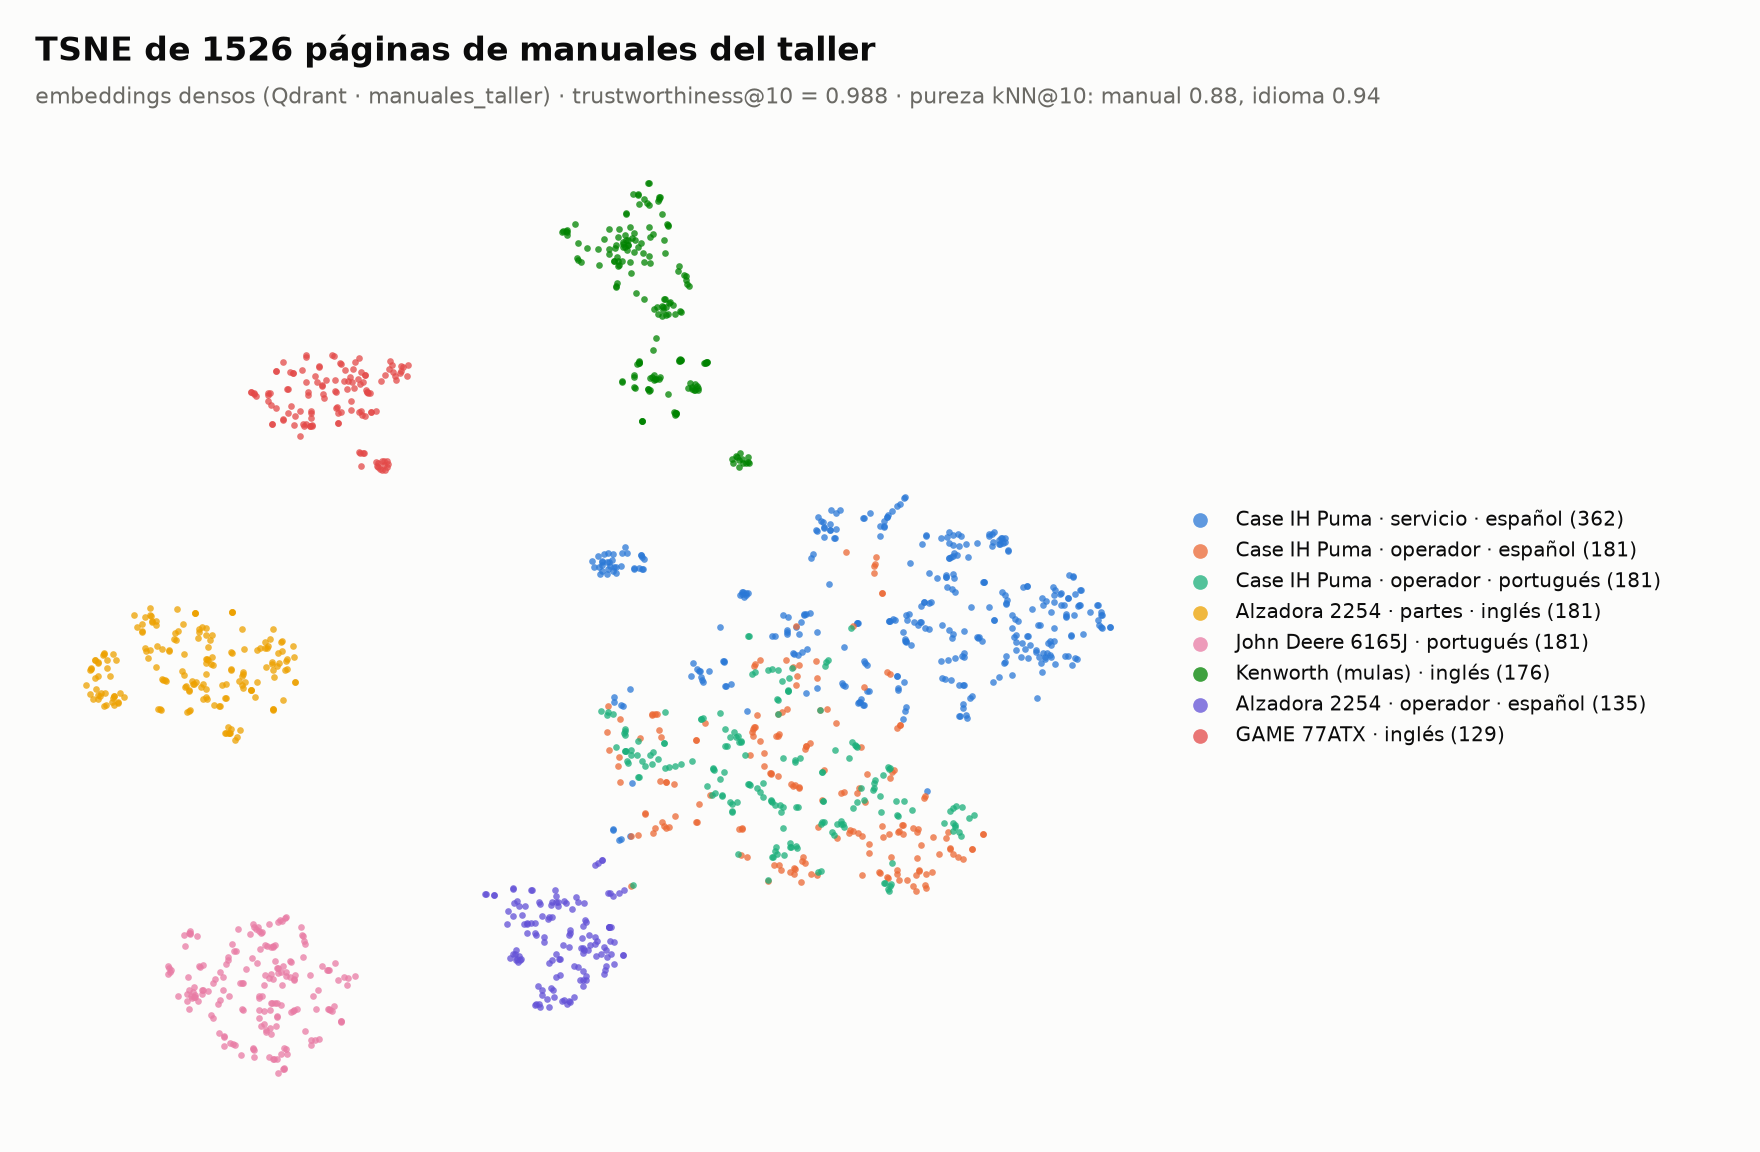 TSNE de 1526 páginas de manuales del taller
embeddings densos (Qdrant · manuales_taller) · trustworthiness@10 = 0.988 · pureza kNN@10: manual 0.88, idioma 0.94
Case IH Puma · servicio · español (362)
Case IH Puma · operador · español (181)
Case IH Puma · operador · portugués (181)
Alzadora 2254 · partes · inglés (181)
John Deere 6165J · portugués (181)
Kenworth (mulas) · inglés (176)
Alzadora 2254 · operador · español (135)
GAME 77ATX · inglés (129)